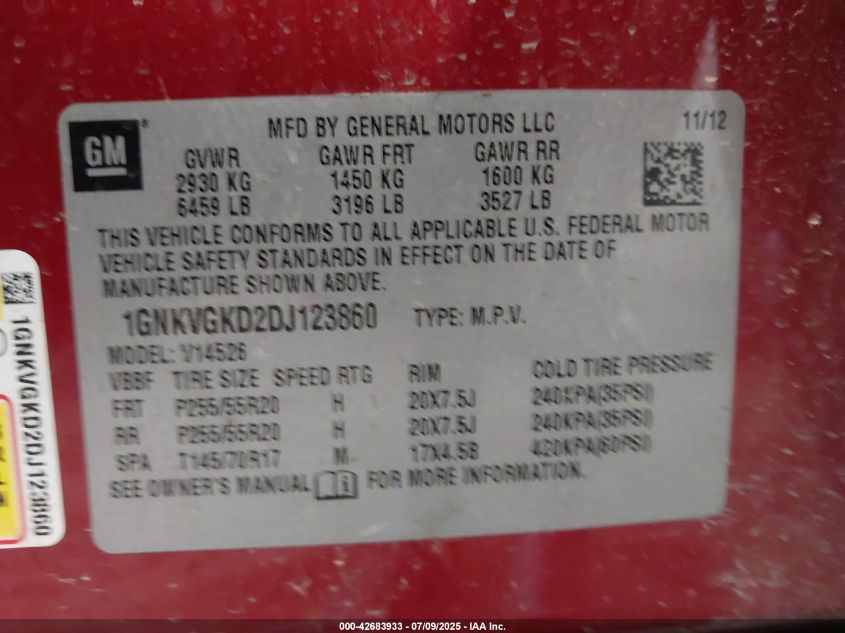 GM®
MFD BY GENERAL MOTORS LLC
11/12
GVWR GAWR FRT GAWR RR
2930 KG 1450 KG 1600 KG
6459 LB 3196 LB 3527 LB
THIS VEHICLE CONFORMS TO ALL APPLICABLE U.S. FEDERAL MOTOR
VEHICLE SAFETY STANDARDS IN EFFECT ON THE DATE OF
MANUFACTURE SHOWN ABOVE.
1GNKVGKD2DJ123860 TYPE: M.P.V.
MODEL: V14526
VBBF TIRE SIZE SPEED RTG RIM COLD TIRE PRESSURE
FRT P255/55R20 H 20X7.5J 240KPA(35PSI)
RR P255/55R20 H 20X7.5J 240KPA(35PSI)
SPA T145/70R17 M 17X4.5B 420KPA(60PSI)
SEE OWNER'S MANUAL FOR MORE INFORMATION.
1GNKVGKD2DJ123860
000-42683933 - 07/09/2025 - IAA Inc.